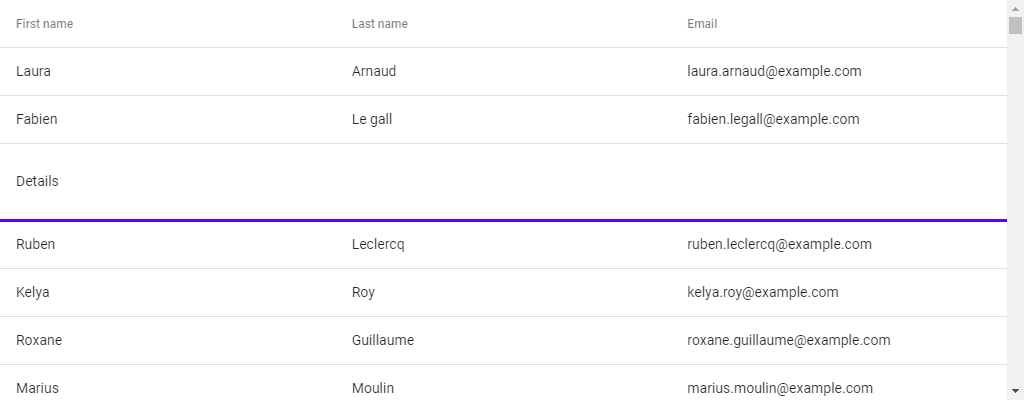 First name Last name Email
Laura Arnaud laura.arnaud@example.com
Fabien Le gall fabien.legall@example.com
Details
Ruben Leclercq ruben.leclercq@example.com
Kelya Roy kelya.roy@example.com
Roxane Guillaume roxane.guillaume@example.com
Marius Moulin marius.moulin@example.com